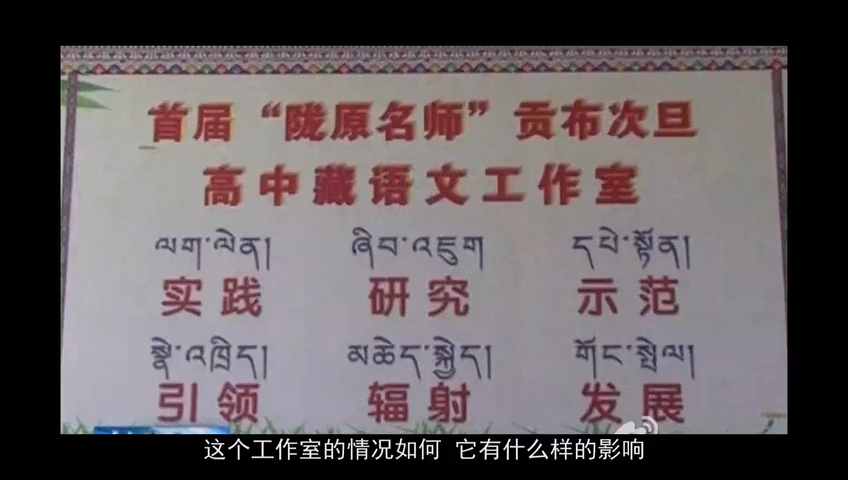 首届“陇原名师”贡布次旦
高中藏语文工作室
ལག་ལེན། ཞིབ་འཇུག དཔེ་སྟོན།
实践 研究 示范
སྣེ་འཁྲིད། མཆེད་སྐྱེད། གོང་སྤེལ།
引领 辐射 发展
这个工作室的情况如何 它有什么样的影响